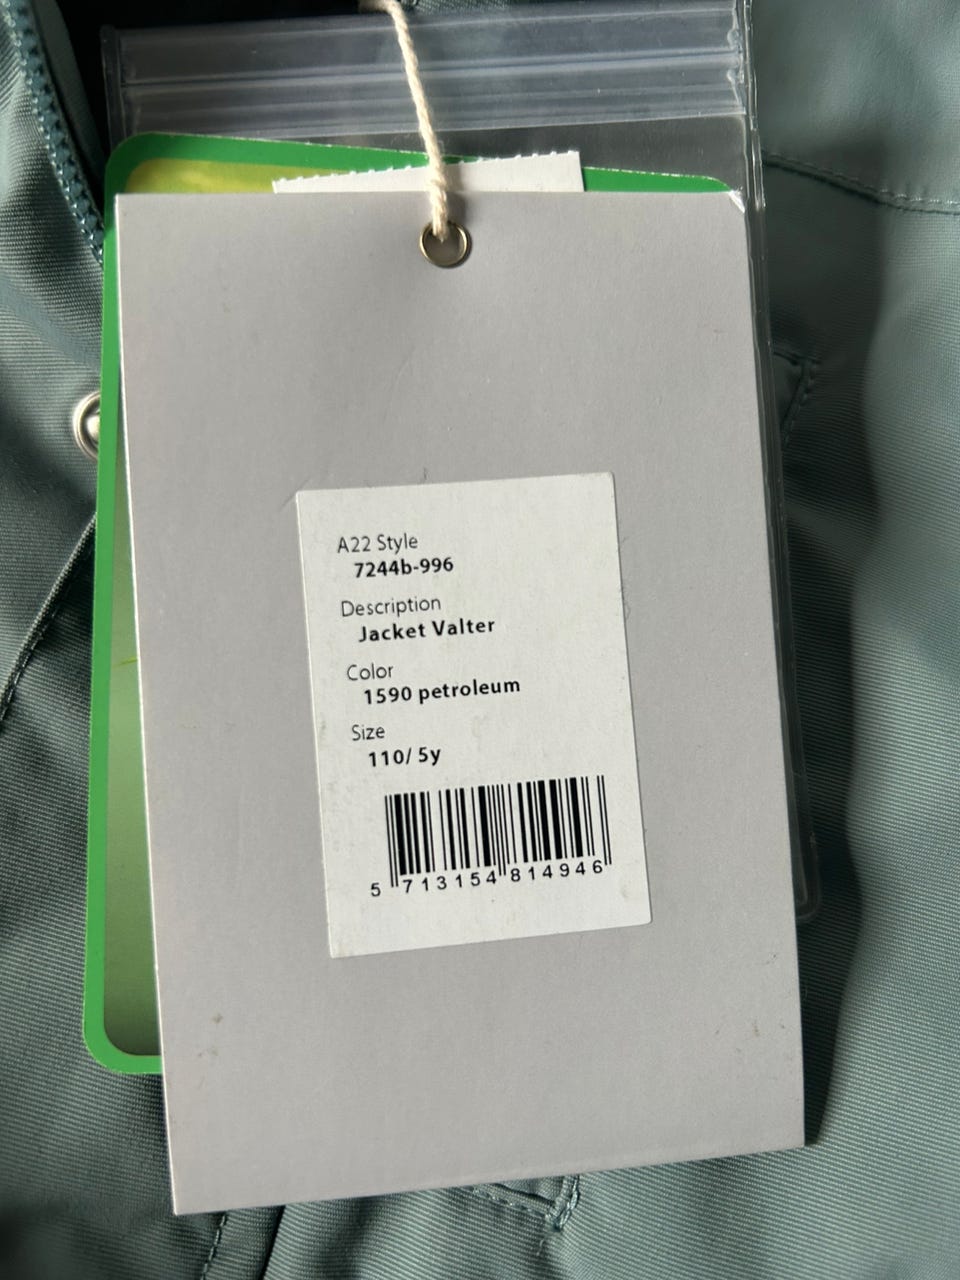 A22 Style
7244b-996
Description
Jacket Valter
Color
1590 petroleum
Size
110/ 5y
5 713154 814946